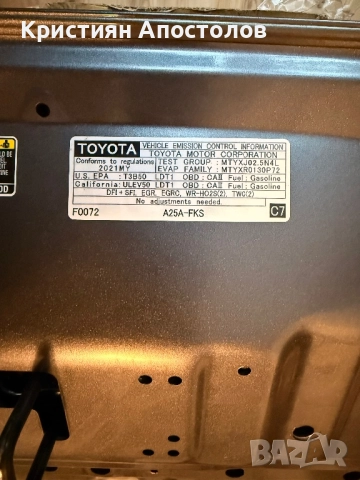 Кристиян Апостолов
TOYOTA
VEHICLE EMISSION CONTROL INFORMATION
TOYOTA MOTOR CORPORATION
Conforms to regulations
2021MY
TEST GROUP : MTYXJ02.5N4L
EVAP FAMILY : MTYXR0130P72
U.S. EPA : T3B50 LDT1 OBD : CAII Fuel : Gasoline
California: ULEV50 LDT1 OBD : CAII Fuel : Gasoline
DFI+SFI, EGR, EGRC, WR-HO2S(2), TWC(2)
No adjustments needed.
F0072 A25A-FKS C7
BAZAR